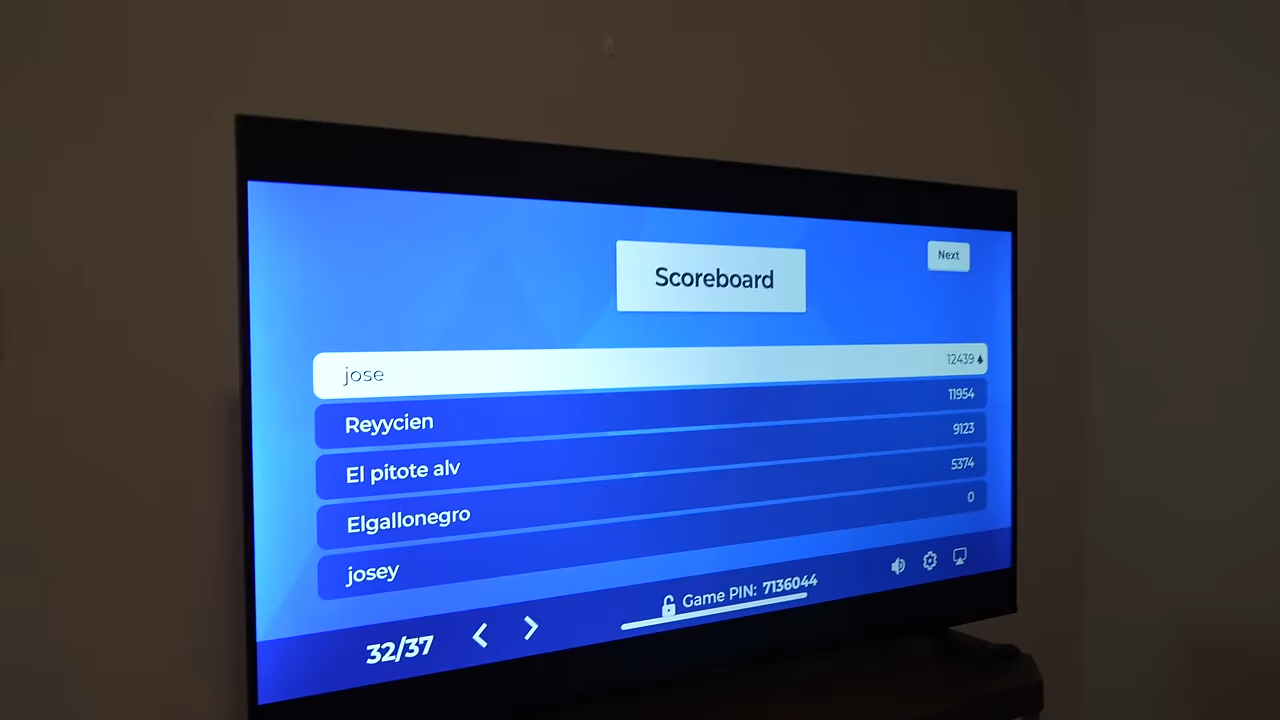 Scoreboard
Next
jose 12439
Reyycien 11954
El pitote alv 9123
Elgallonegro 5374
josey 0
32/37
Game PIN: 7136044